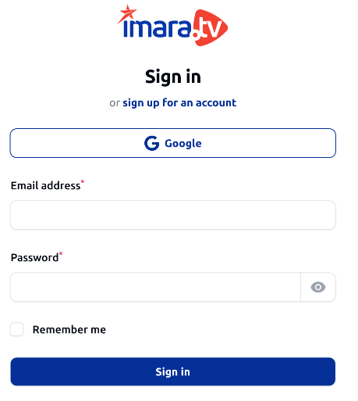 imara.tv
Sign in
or sign up for an account
Google
Email address*
Password*
Remember me
Sign in